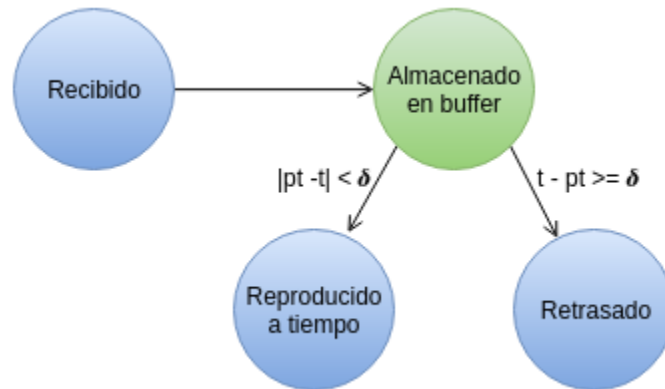 Recibido
Almacenado
en buffer
|pt -t| < δ
t - pt >= δ
Reproducido
a tiempo
Retrasado